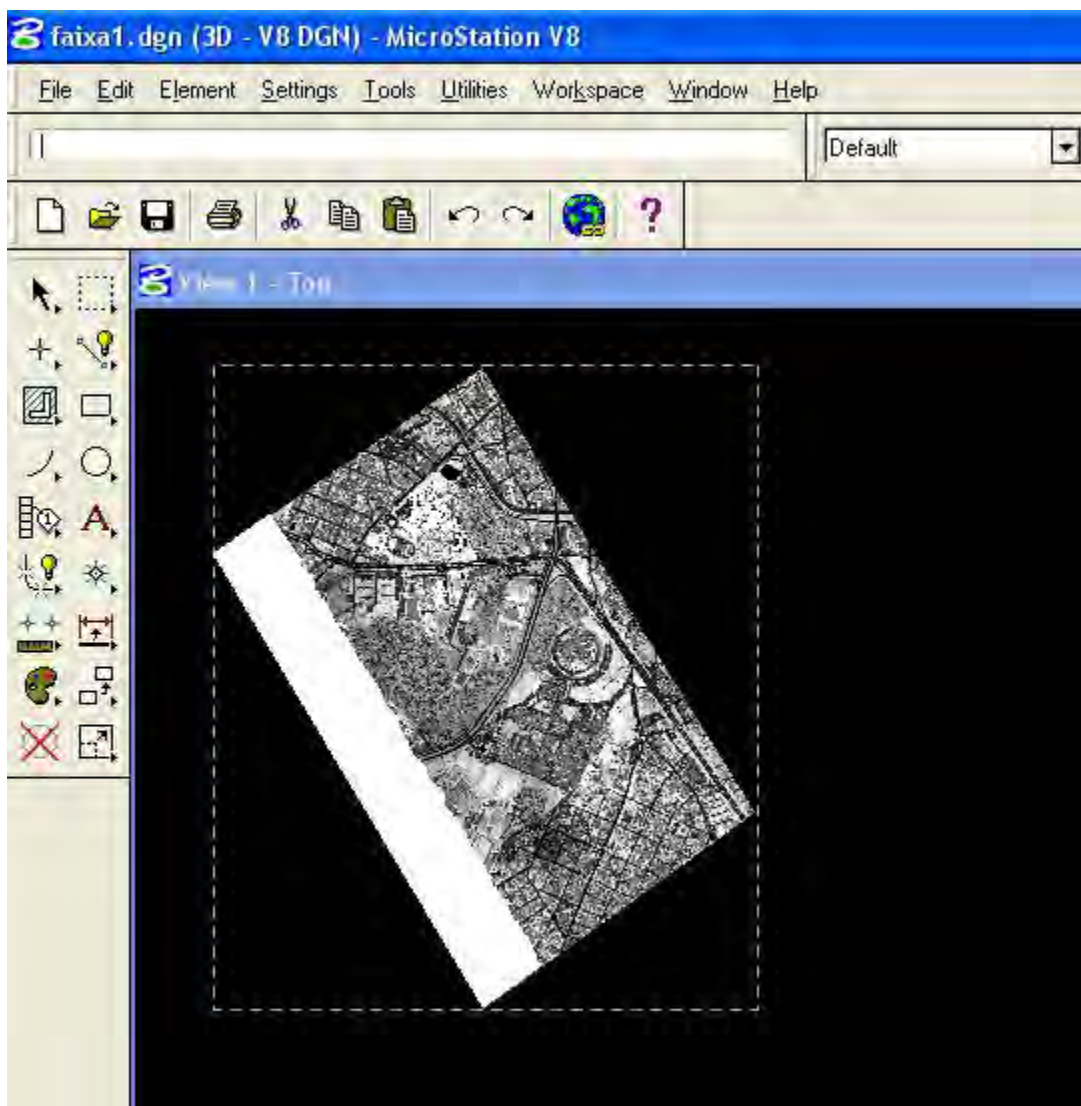 faixa1.dgn (3D - V8 DGN) - MicroStation V8
File Edit Element Settings Tools Utilities Workspace Window Help
Default
?
View 1 - Top
A
1